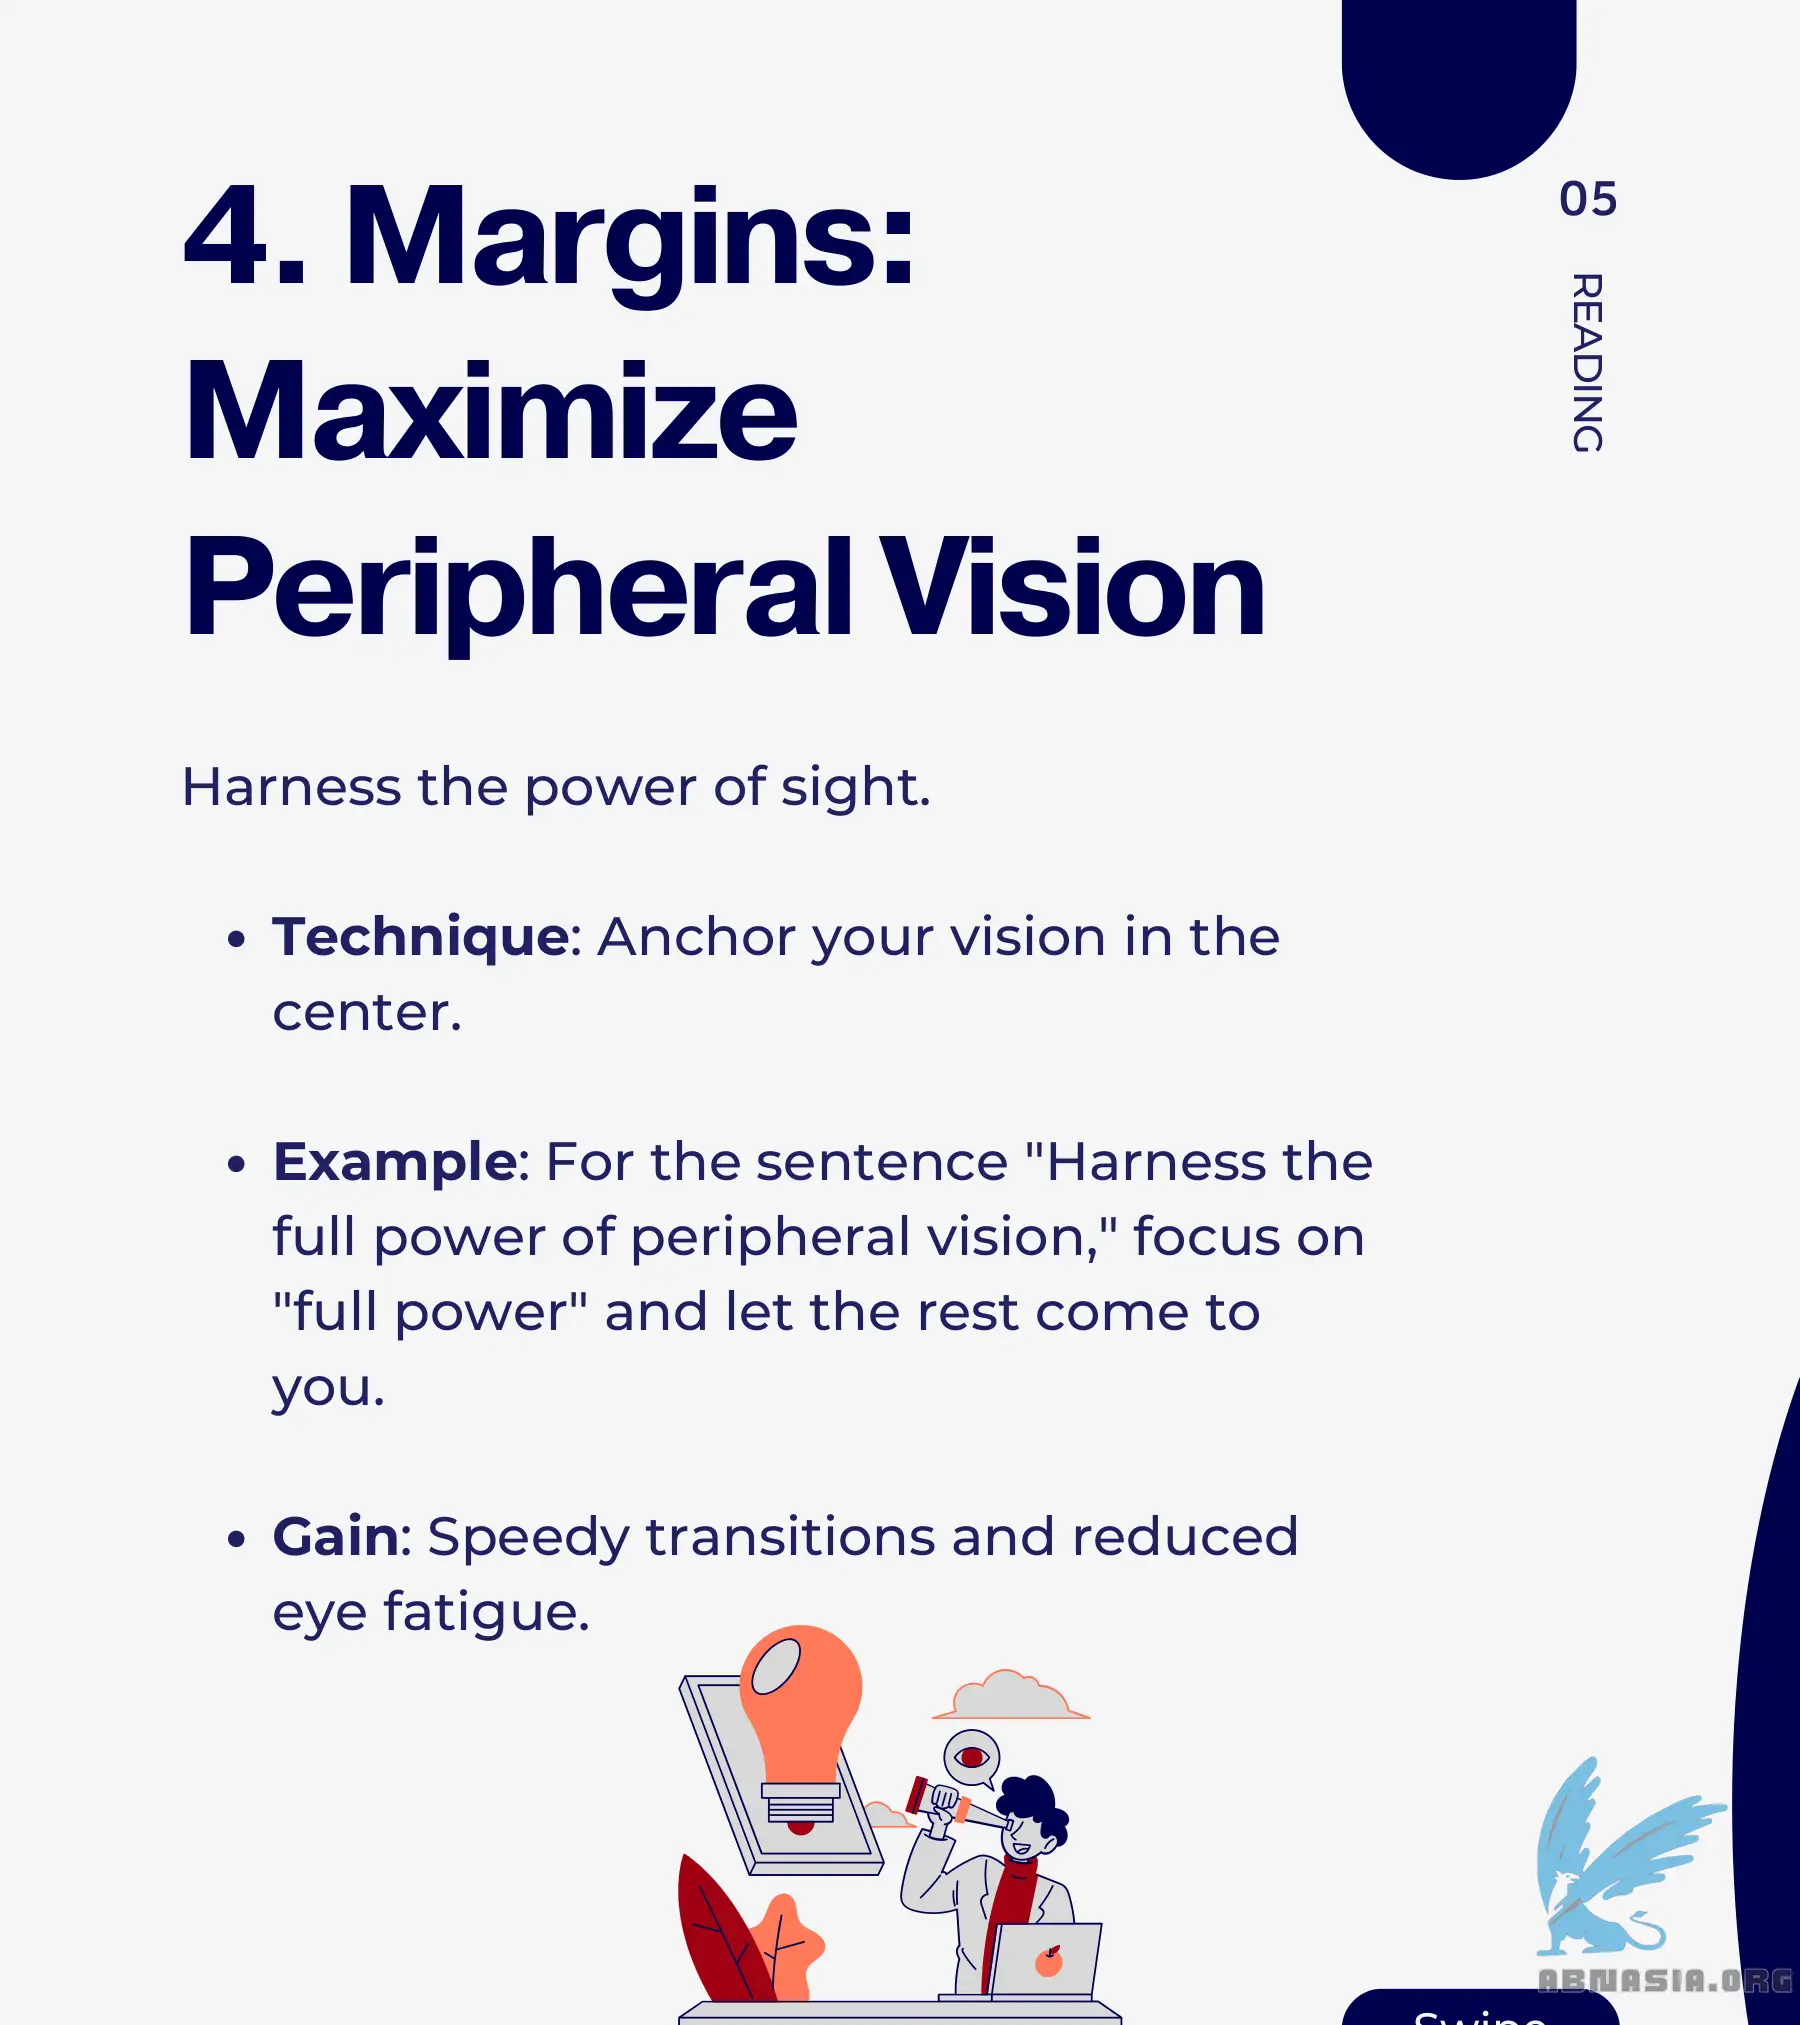 05
READING
4. Margins:
Maximize
Peripheral Vision
Harness the power of sight.
• Technique: Anchor your vision in the
center.
• Example: For the sentence "Harness the
full power of peripheral vision," focus on
"full power" and let the rest come to
you.
• Gain: Speedy transitions and reduced
eye fatigue.
ABNASIA.ORG
Swipe